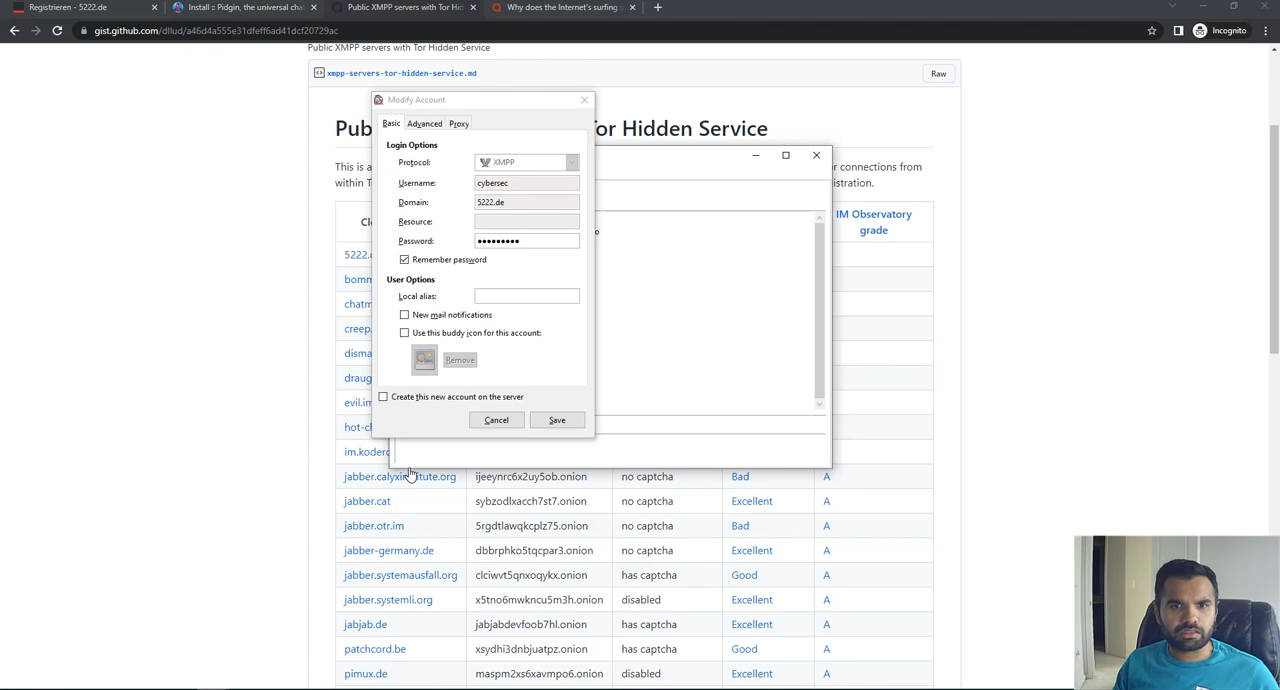 Registrieren - 5222.de
Install :: Pidgin, the universal cha
Public XMPP servers with Tor Hid
Why does the Internet's surfing s
gist.github.com/dllud/a46d4a555e31dfeff6ad41dcf20729ac
Incognito
Public XMPP servers with Tor Hidden Service
xmpp-servers-tor-hidden-service.md
Raw
Modify Account
Pub
or Hidden Service
Basic
Advanced
Proxy
Login Options
Protocol:
XMPP
This is a
or connections from
Username:
cybersec
within T
istration.
Domain:
5222.de
Resource:
IM Observatory
grade
Password:
•••••••••
Remember password
5222.
User Options
bomm
Local alias:
chatm
New mail notifications
creep.
Use this buddy icon for this account:
disma
Remove
draug
Create this new account on the server
evil.im
Cancel
Save
hot-c
im.koderc
jabber.calyxinstitute.org
ijeeynrc6x2uy5ob.onion
no captcha
Bad
A
jabber.cat
sybzodlxacch7st7.onion
no captcha
Excellent
A
jabber.otr.im
5rgdtlawqkcplz75.onion
no captcha
Bad
A
jabber-germany.de
dbbrphko5tqcpar3.onion
no captcha
Excellent
A
jabber.systemausfall.org
clciwvt5qnxoqykx.onion
has captcha
Good
A
jabber.systemli.org
x5tno6mwkncu5m3h.onion
disabled
Excellent
A
jabjab.de
jabjabdevfoob7hl.onion
has captcha
Excellent
A
patchcord.be
xsydhi3dnbjuatpz.onion
has captcha
Good
A
pimux.de
maspm2xs6xavmpo6.onion
disabled
Excellent
A